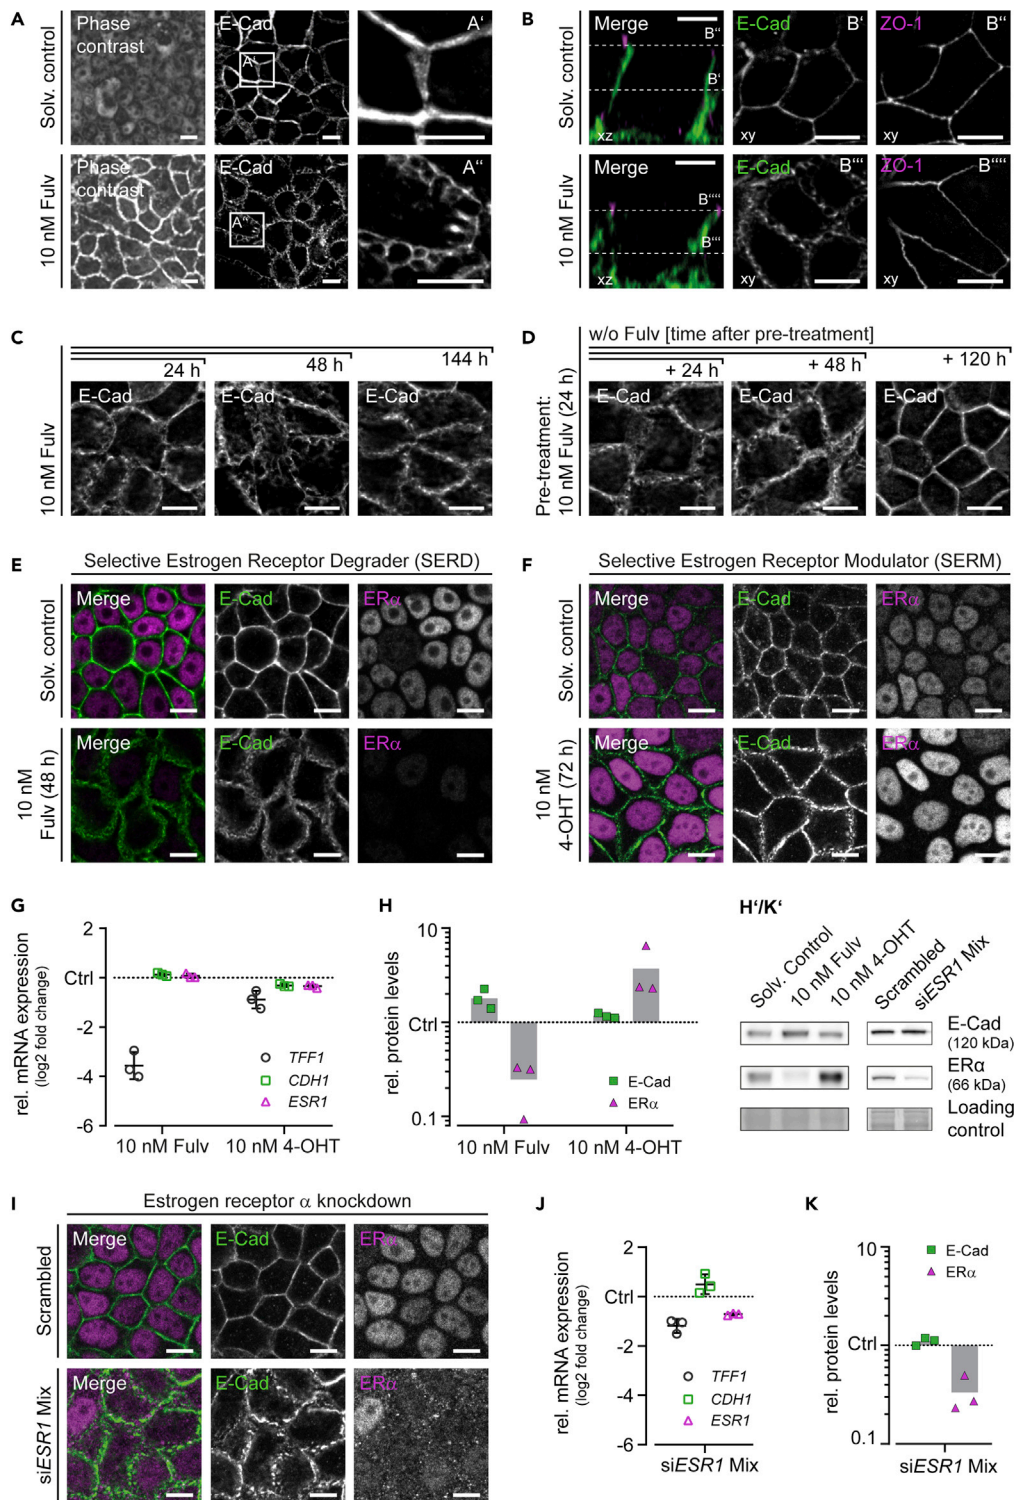 A
Solv. control
Phase contrast
E-Cad
A'
A'
10 nM Fulv
Phase contrast
E-Cad
A"
A"
B
Solv. control
Merge
B"
B'
xz
E-Cad
B'
xy
ZO-1
B"
xy
10 nM Fulv
Merge
B""
B"'
xz
E-Cad
B"'
xy
ZO-1
B""
xy
C
24 h
48 h
144 h
10 nM Fulv
E-Cad
E-Cad
E-Cad
D
w/o Fulv [time after pre-treatment]
+ 24 h
+ 48 h
+ 120 h
Pre-treatment:
10 nM Fulv (24 h)
E-Cad
E-Cad
E-Cad
E
Selective Estrogen Receptor Degrader (SERD)
Solv. control
Merge
E-Cad
ERα
10 nM
Fulv (48 h)
Merge
E-Cad
ERα
F
Selective Estrogen Receptor Modulator (SERM)
Solv. control
Merge
E-Cad
ERα
10 nM
4-OHT (72 h)
Merge
E-Cad
ERα
G
rel. mRNA expression
(log2 fold change)
2
Ctrl
-2
-4
-6
TFF1
CDH1
ESR1
10 nM Fulv
10 nM 4-OHT
H
rel. protein levels
10
Ctrl
0.1
E-Cad
ERα
10 nM Fulv
10 nM 4-OHT
H'/K'
Solv. Control
10 nM Fulv
10 nM 4-OHT
Scrambled
siESR1 Mix
E-Cad
(120 kDa)
ERα
(66 kDa)
Loading
control
I
Estrogen receptor α knockdown
Scrambled
Merge
E-Cad
ERα
siESR1 Mix
Merge
E-Cad
ERα
J
rel. mRNA expression
(log2 fold change)
2
Ctrl
-2
-4
-6
TFF1
CDH1
ESR1
siESR1 Mix
K
rel. protein levels
10
Ctrl
0.1
E-Cad
ERα
siESR1 Mix